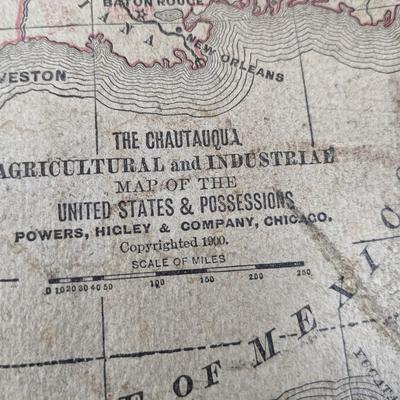 BATON ROUGE
NEW ORLEANS
VESTON
THE CHAUTAUQUA
AGRICULTURAL and INDUSTRIAL
MAP OF THE
UNITED STATES & POSSESSIONS
POWERS, HIGLEY & COMPANY, CHICAGO.
Copyrighted 1900.
SCALE OF MILES
0 10 20 30 40 50 100 150 200 250
OF MEXICO